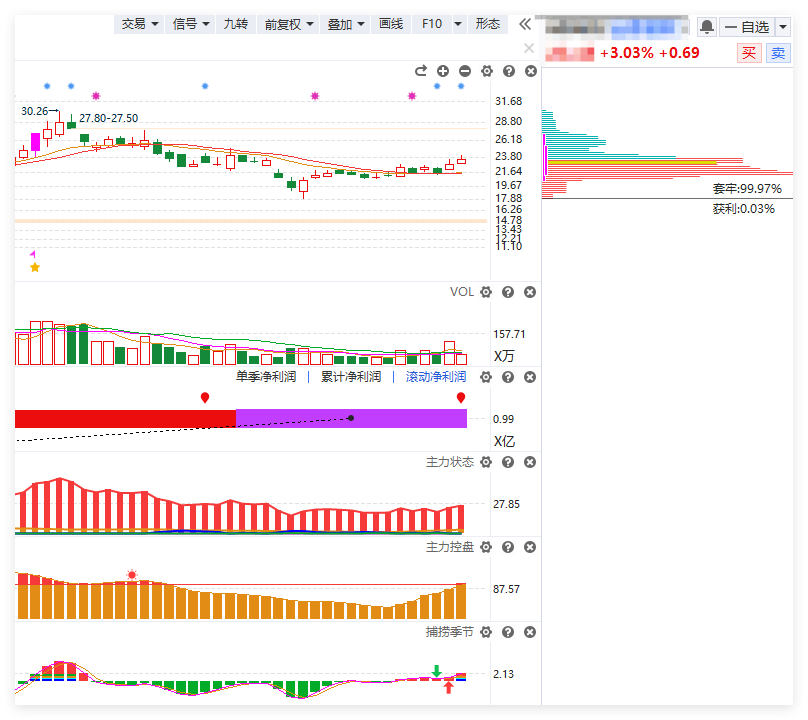 交易 信号 九转 前复权 叠加 画线 F10 形态
一 自选
+3.03% +0.69 买 卖
30.26→
27.80-27.50
31.68
28.80
26.18
23.80
21.64
19.67
17.88
16.26
14.78
13.43
12.21
11.10
套牢:99.97%
获利:0.03%
VOL
157.71
X万
单季净利润 | 累计净利润 | 滚动净利润
0.99
X亿
主力状态
27.85
主力控盘
87.57
捕捞季节
2.13